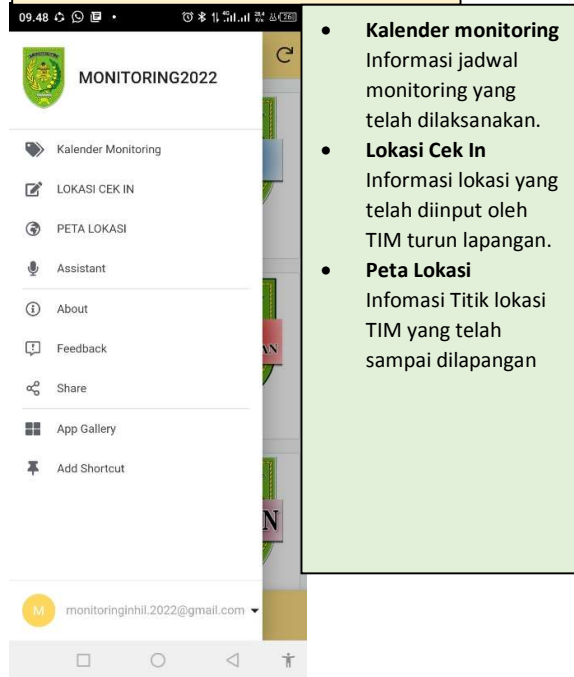 09.48
26
MONITORING2022
Kalender Monitoring
LOKASI CEK IN
PETA LOKASI
Assistant
About
Feedback
Share
App Gallery
Add Shortcut
M
monitoringinhil.2022@gmail.com
AN
N
• Kalender monitoring
Informasi jadwal
monitoring yang
telah dilaksanakan.
• Lokasi Cek In
Informasi lokasi yang
telah diinput oleh
TIM turun lapangan.
• Peta Lokasi
Infomasi Titik lokasi
TIM yang telah
sampai dilapangan